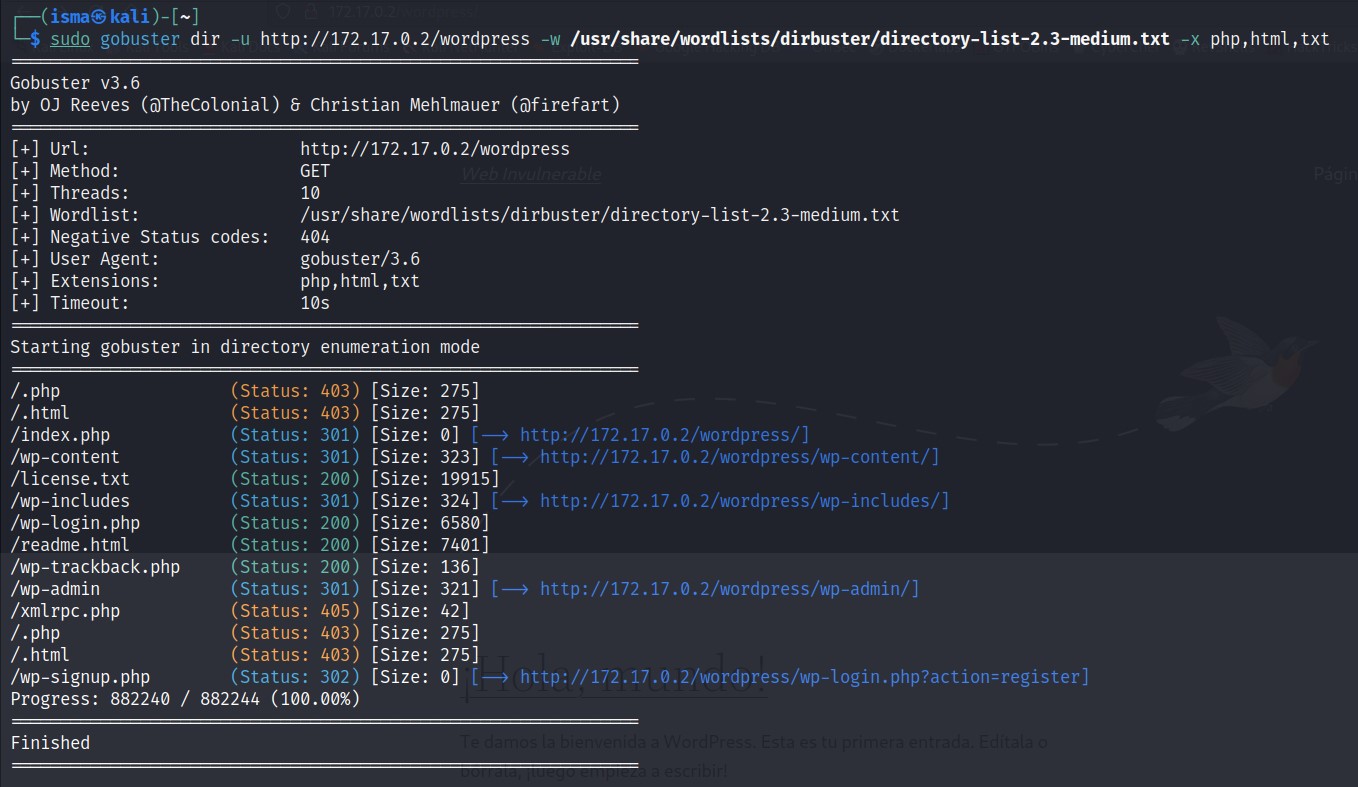 172.17.0.2/wordpress/
┌──(isma㉿kali)-[~]
└─$ sudo gobuster dir -u http://172.17.0.2/wordpress -w /usr/share/wordlists/dirbuster/directory-list-2.3-medium.txt -x php,html,txt
===============================================================
Gobuster v3.6
by OJ Reeves (@TheColonial) & Christian Mehlmauer (@firefart)
===============================================================
[+] Url:                     http://172.17.0.2/wordpress
[+] Method:                  GET
[+] Threads:                 10
[+] Wordlist:                /usr/share/wordlists/dirbuster/directory-list-2.3-medium.txt
[+] Negative Status codes:   404
[+] User Agent:              gobuster/3.6
[+] Extensions:              php,html,txt
[+] Timeout:                 10s
===============================================================
Starting gobuster in directory enumeration mode
===============================================================
/.php                 (Status: 403) [Size: 275]
/.html                (Status: 403) [Size: 275]
/index.php            (Status: 301) [Size: 0] [--> http://172.17.0.2/wordpress/]
/wp-content           (Status: 301) [Size: 323] [--> http://172.17.0.2/wordpress/wp-content/]
/license.txt          (Status: 200) [Size: 19915]
/wp-includes          (Status: 301) [Size: 324] [--> http://172.17.0.2/wordpress/wp-includes/]
/wp-login.php         (Status: 200) [Size: 6580]
/readme.html          (Status: 200) [Size: 7401]
/wp-trackback.php     (Status: 200) [Size: 136]
/wp-admin             (Status: 301) [Size: 321] [--> http://172.17.0.2/wordpress/wp-admin/]
/xmlrpc.php           (Status: 405) [Size: 42]
/.php                 (Status: 403) [Size: 275]
/.html                (Status: 403) [Size: 275]
/wp-signup.php        (Status: 302) [Size: 0] [--> http://172.17.0.2/wordpress/wp-login.php?action=register]
Progress: 882240 / 882244 (100.00%)
===============================================================
Finished
===============================================================
Web Invulnerable
Págin
¡Hola, mundo!
Te damos la bienvenida a WordPress. Esta es tu primera entrada. Edítala o
bórrala, ¡luego empieza a escribir!